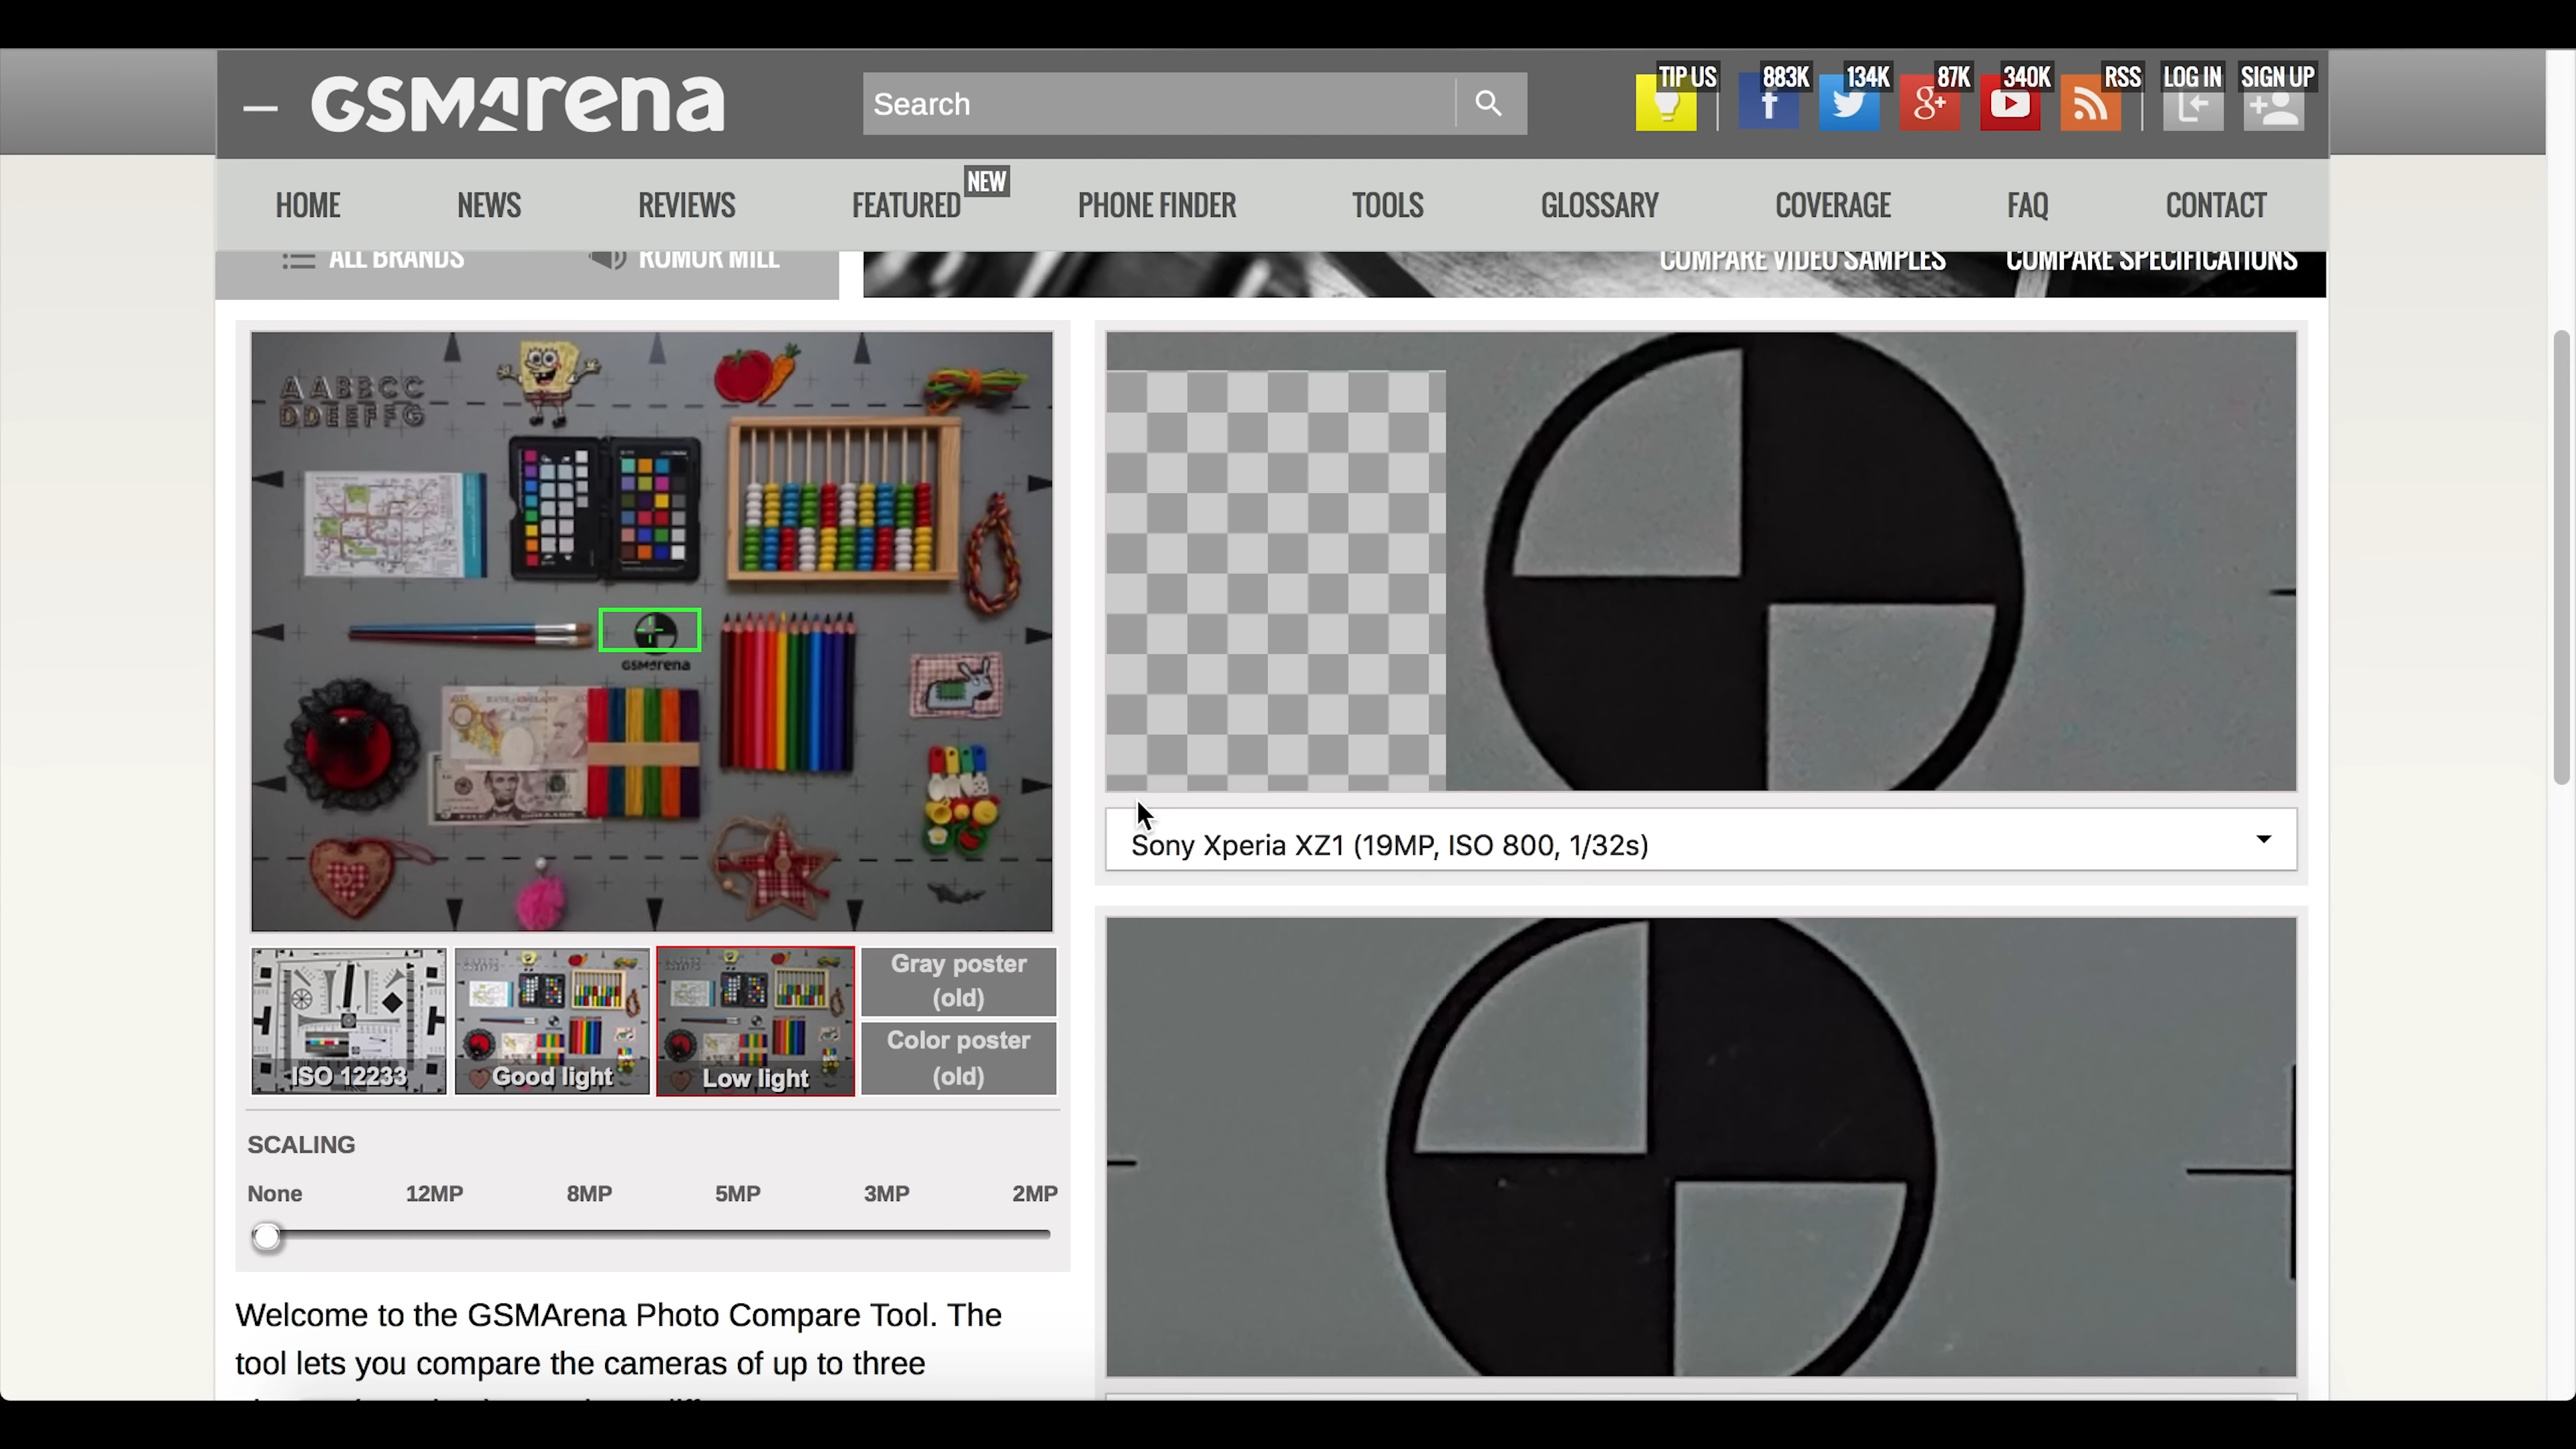 GSMArena
Search
TIP US
883K
134K
87K
340K
RSS
LOG IN
SIGN UP
HOME
NEWS
REVIEWS
FEATURED
NEW
PHONE FINDER
TOOLS
GLOSSARY
COVERAGE
FAQ
CONTACT
ALL BRANDS
RUMOR MILL
COMPARE VIDEO SAMPLES
COMPARE SPECIFICATIONS
AABBCC
DDEEFFG
GSMArena
Sony Xperia XZ1 (19MP, ISO 800, 1/32s)
ISO 12233
Good light
Low light
Gray poster
(old)
Color poster
(old)
SCALING
None
12MP
8MP
5MP
3MP
2MP
Welcome to the GSMArena Photo Compare Tool. The
tool lets you compare the cameras of up to three